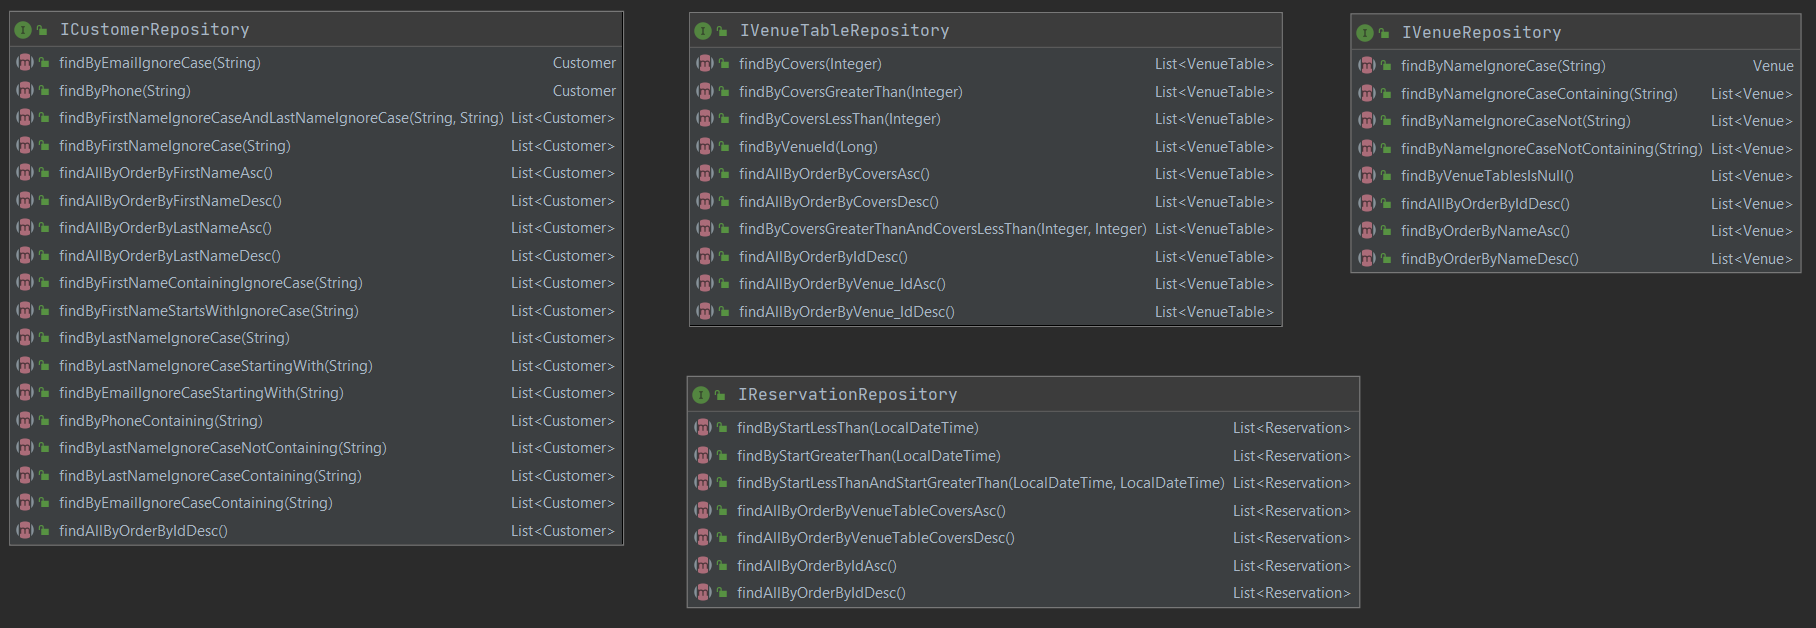 ICustomerRepository
findByEmailIgnoreCase(String) Customer
findByPhone(String) Customer
findByFirstNameIgnoreCaseAndLastNameIgnoreCase(String, String) List<Customer>
findByFirstNameIgnoreCase(String) List<Customer>
findAllByOrderByFirstNameAsc() List<Customer>
findAllByOrderByFirstNameDesc() List<Customer>
findAllByOrderByLastNameAsc() List<Customer>
findAllByOrderByLastNameDesc() List<Customer>
findByFirstNameContainingIgnoreCase(String) List<Customer>
findByFirstNameStartsWithIgnoreCase(String) List<Customer>
findByLastNameIgnoreCase(String) List<Customer>
findByLastNameIgnoreCaseStartingWith(String) List<Customer>
findByEmailIgnoreCaseStartingWith(String) List<Customer>
findByPhoneContaining(String) List<Customer>
findByLastNameIgnoreCaseNotContaining(String) List<Customer>
findByLastNameIgnoreCaseContaining(String) List<Customer>
findByEmailIgnoreCaseContaining(String) List<Customer>
findAllByOrderByIdDesc() List<Customer>
IVenueTableRepository
findByCovers(Integer) List<VenueTable>
findByCoversGreaterThan(Integer) List<VenueTable>
findByCoversLessThan(Integer) List<VenueTable>
findByVenueId(Long) List<VenueTable>
findAllByOrderByCoversAsc() List<VenueTable>
findAllByOrderByCoversDesc() List<VenueTable>
findByCoversGreaterThanAndCoversLessThan(Integer, Integer) List<VenueTable>
findAllByOrderByIdDesc() List<VenueTable>
findAllByOrderByVenue_IdAsc() List<VenueTable>
findAllByOrderByVenue_IdDesc() List<VenueTable>
IVenueRepository
findByNameIgnoreCase(String) Venue
findByNameIgnoreCaseContaining(String) List<Venue>
findByNameIgnoreCaseNot(String) List<Venue>
findByNameIgnoreCaseNotContaining(String) List<Venue>
findByVenueTablesIsNull() List<Venue>
findAllByOrderByIdDesc() List<Venue>
findByOrderByNameAsc() List<Venue>
findByOrderByNameDesc() List<Venue>
IReservationRepository
findByStartLessThan(LocalDateTime) List<Reservation>
findByStartGreaterThan(LocalDateTime) List<Reservation>
findByStartLessThanAndStartGreaterThan(LocalDateTime, LocalDateTime) List<Reservation>
findAllByOrderByVenueTableCoversAsc() List<Reservation>
findAllByOrderByVenueTableCoversDesc() List<Reservation>
findAllByOrderByIdAsc() List<Reservation>
findAllByOrderByIdDesc() List<Reservation>